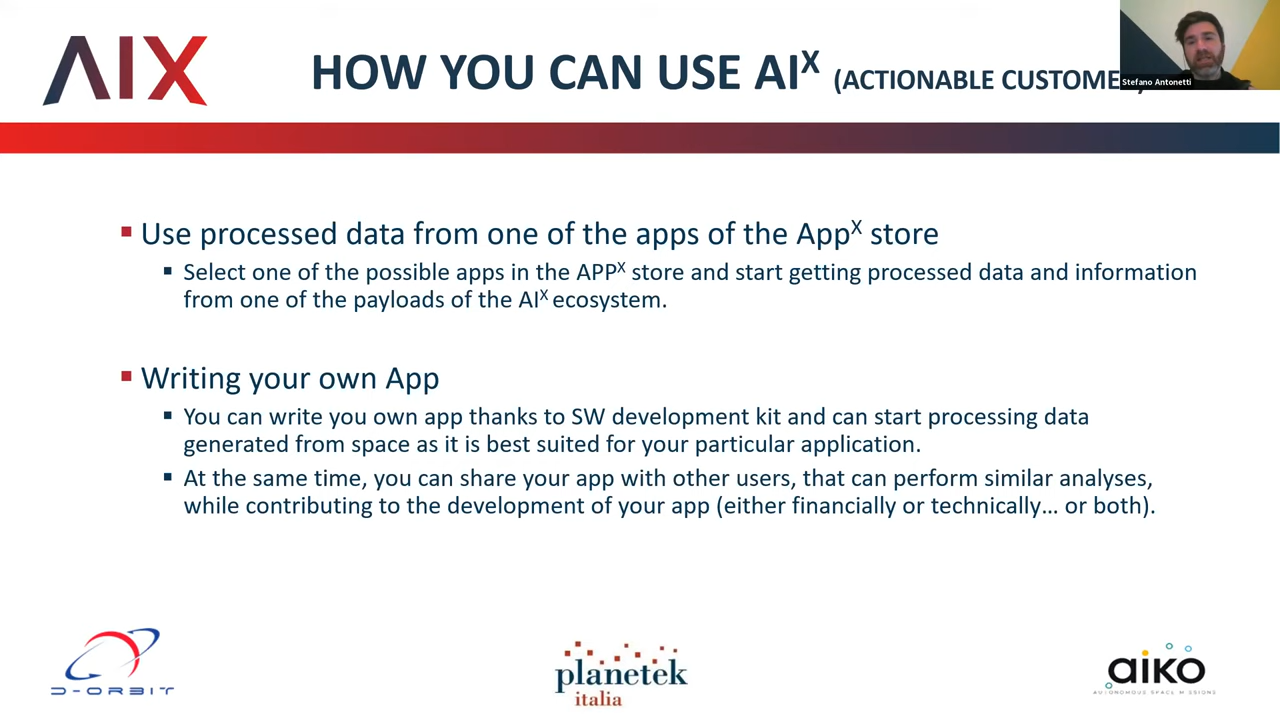 AIX
HOW YOU CAN USE AIX (ACTIONABLE CUSTOME
Stefano Antonetti
Use processed data from one of the apps of the AppX store
Select one of the possible apps in the APPX store and start getting processed data and information
from one of the payloads of the AIX ecosystem.
Writing your own App
You can write you own app thanks to SW development kit and can start processing data
generated from space as it is best suited for your particular application.
At the same time, you can share your app with other users, that can perform similar analyses,
while contributing to the development of your app (either financially or technically… or both).
D-ORBIT
planetek
italia
aiko
AUTONOMOUS SPACE MISSIONS